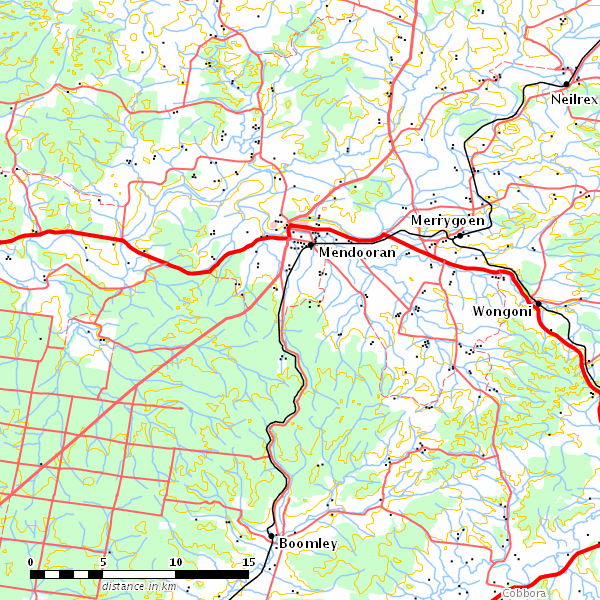 Neilrex
Merrygoen
Mendooran
Wongoni
Boomley
0 5 10 15
distance in km
Cobbora